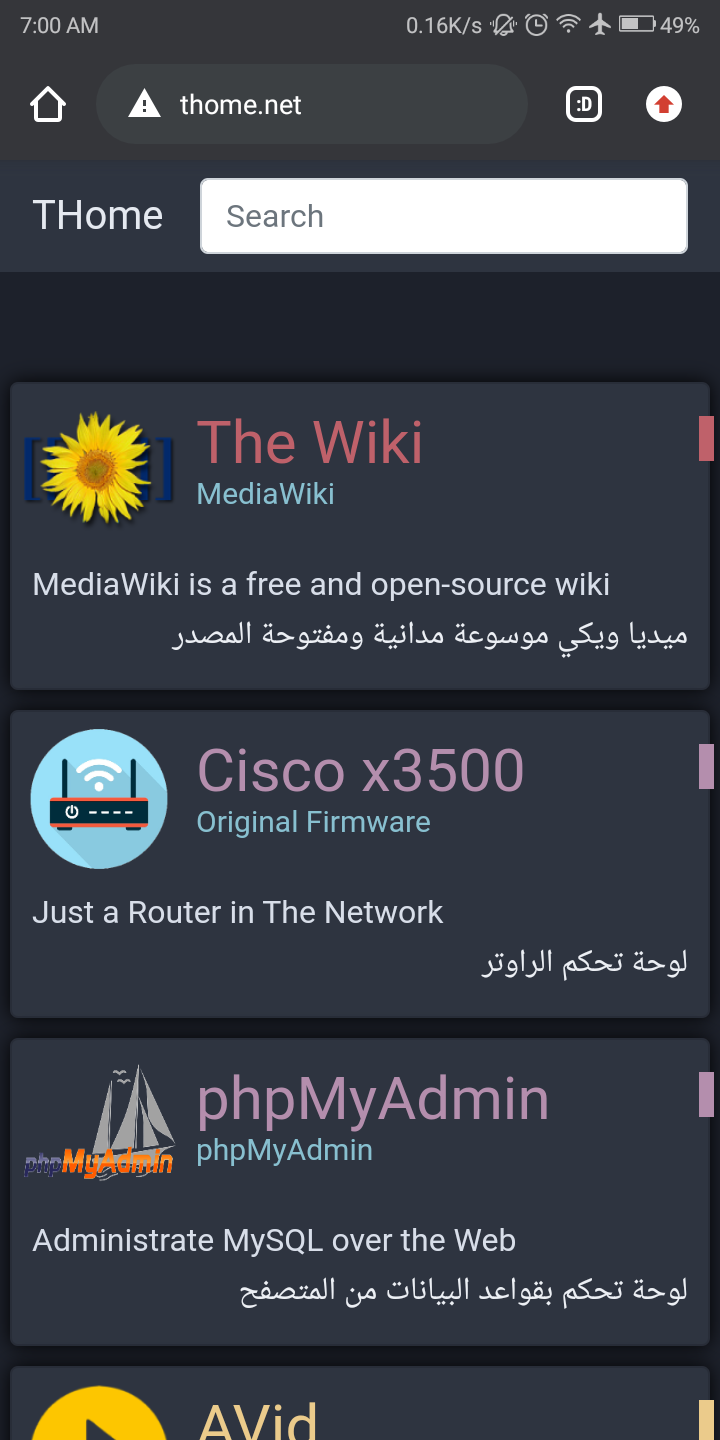 7:00 AM
0.16K/s
49%
thome.net
:D
THome
Search
The Wiki
MediaWiki
MediaWiki is a free and open-source wiki
ميديا ويكي موسوعة مدانية ومفتوحة المصدر
Cisco x3500
Original Firmware
Just a Router in The Network
لوحة تحكم الراوتر
phpMyAdmin
phpMyAdmin
phpMyAdmin
Administrate MySQL over the Web
لوحة تحكم بقواعد البيانات من المتصفح
AVid